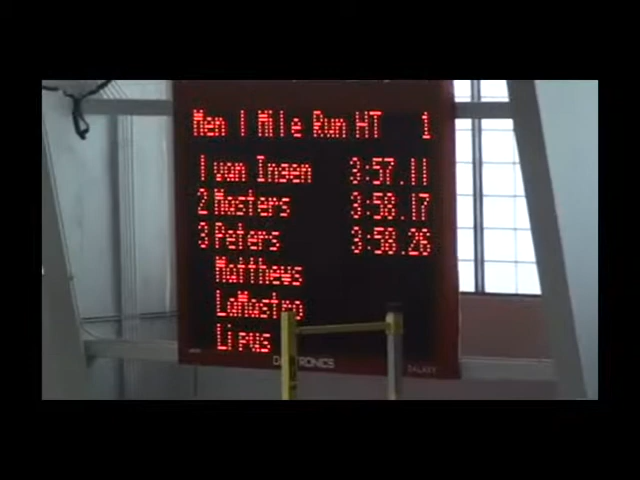 Men 1 Mile Run HT 1
1 van Ingen 3:57.11
2 Masters 3:58.17
3 Peters 3:58.26
Matthews
LaMastro
Lipus
DAKTRONICS
GALAXY